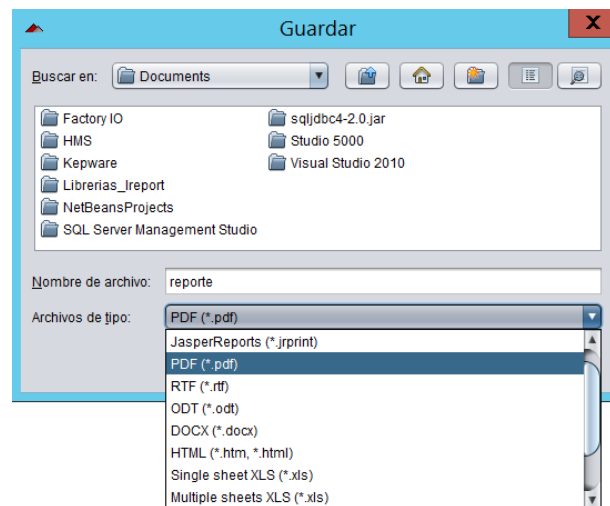 Guardar
X
Buscar en: Documents
Factory IO
HMS
Kepware
Librerias_Ireport
NetBeansProjects
SQL Server Management Studio
sqljdbc4-2.0.jar
Studio 5000
Visual Studio 2010
Nombre de archivo: reporte
Archivos de tipo: PDF (*.pdf)
JasperReports (*.jrprint)
PDF (*.pdf)
RTF (*.rtf)
ODT (*.odt)
DOCX (*.docx)
HTML (*.htm, *.html)
Single sheet XLS (*.xls)
Multiple sheets XLS (*.xls)